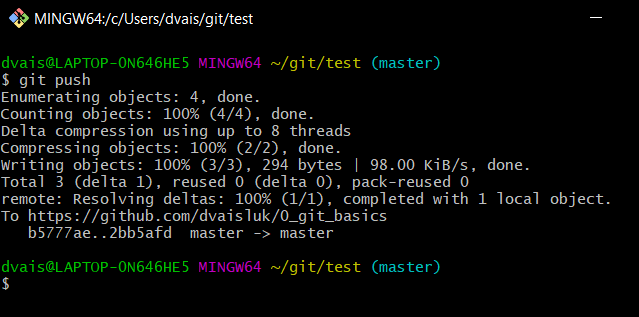 MINGW64:/c/Users/dvais/git/test
dvais@LAPTOP-ON646HE5 MINGW64 ~/git/test (master)
$ git push
Enumerating objects: 4, done.
Counting objects: 100% (4/4), done.
Delta compression using up to 8 threads
Compressing objects: 100% (2/2), done.
Writing objects: 100% (3/3), 294 bytes | 98.00 KiB/s, done.
Total 3 (delta 1), reused 0 (delta 0), pack-reused 0
remote: Resolving deltas: 100% (1/1), completed with 1 local object.
To https://github.com/dvaisluk/0_git_basics
   b5777ae..2bb5afd  master -> master
dvais@LAPTOP-ON646HE5 MINGW64 ~/git/test (master)
$